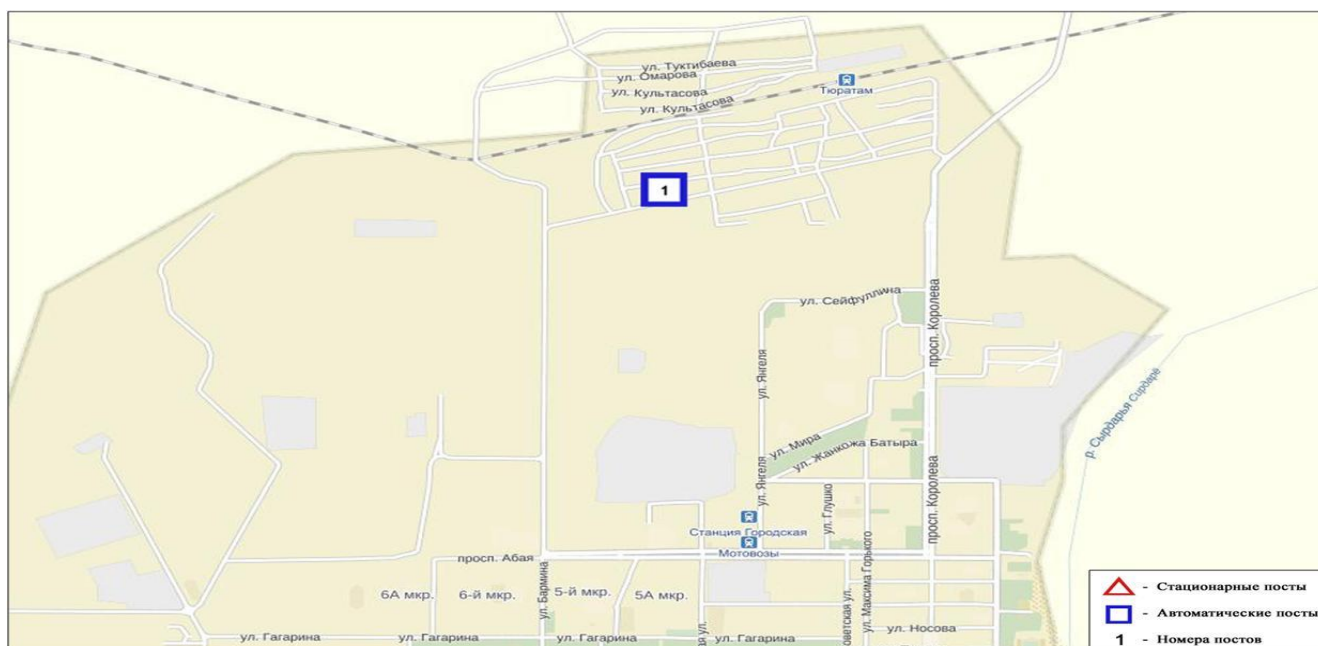 ул. Туктибаева
ул. Омарова
ул. Культасова
ул. Культасова
Тюратам
1
ул. Сейфуллина
просп. Королева
ул. Янгеля
р. Сырдарья Сирдарё
ул. Мира
ул. Жанкожа Батыра
ул. Янгеля
ул. Глушко
просп. Королева
Станция Городская
Мотовозы
просп. Абая
ул. Бармина
ул. Максима Горького
6А мкр.
6-й мкр.
5-й мкр.
5А мкр.
ул. Носова
ул. Гагарина
ул. Гагарина
ул. Гагарина
ул. Гагарина
- Стационарные посты
- Автоматические посты
1 - Номера постов